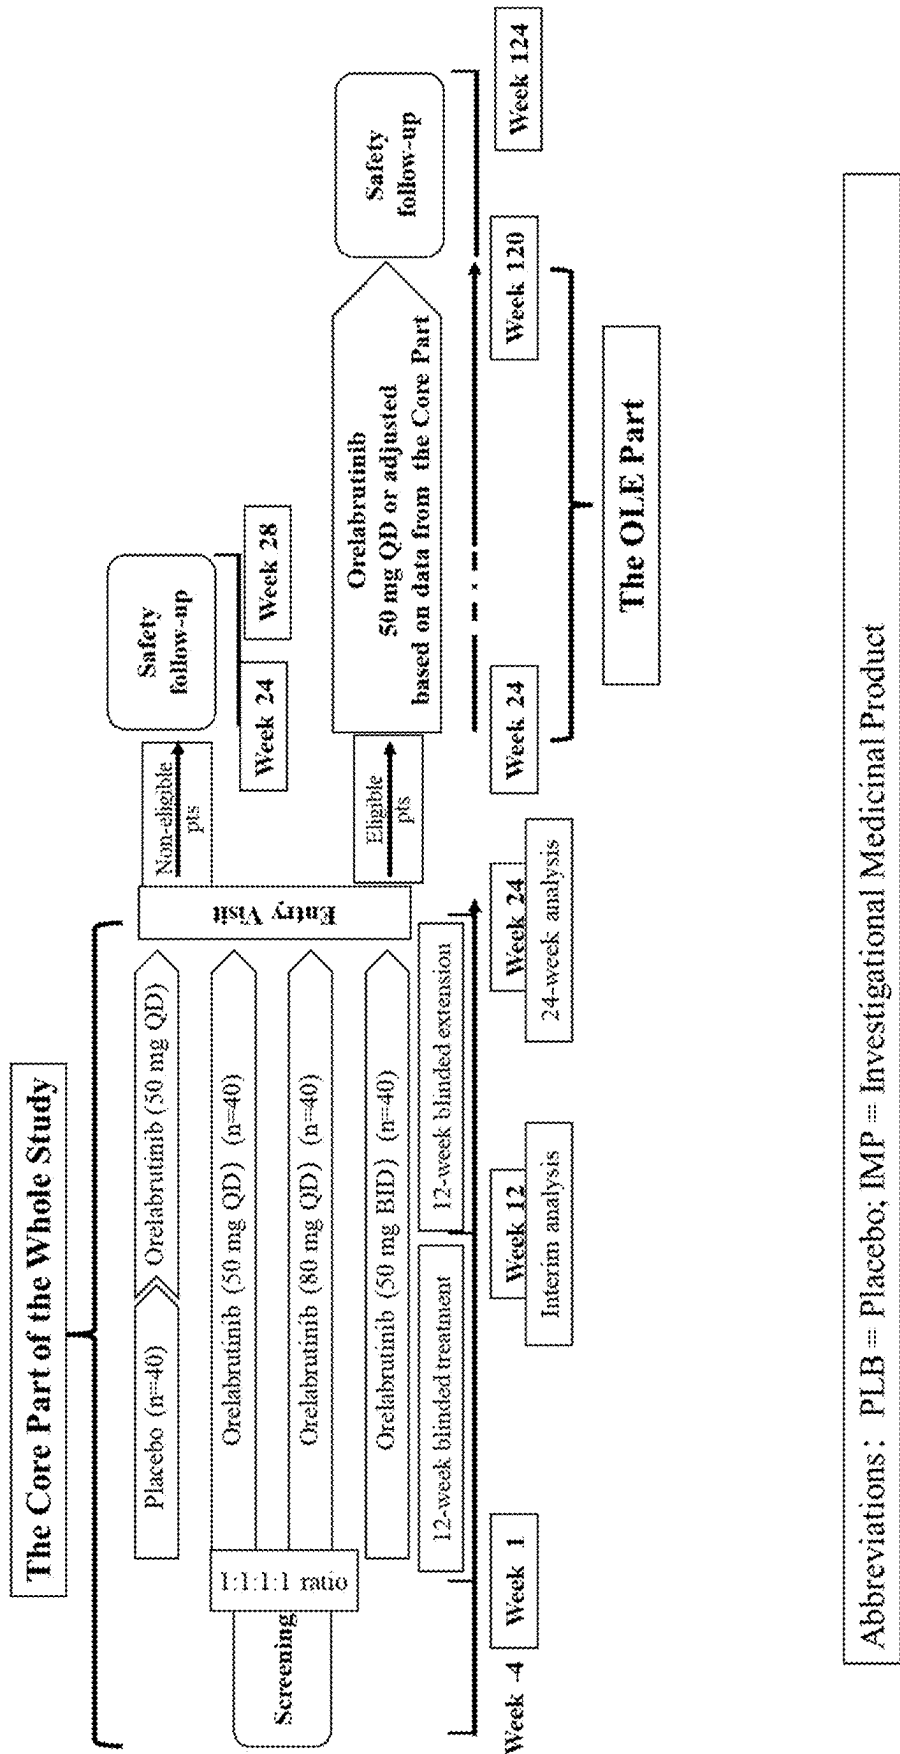 The Core Part of the Whole Study
Screening
1:1:1:1 ratio
Placebo (n=40)
Orelabrutinib (50 mg QD)
Orelabrutinib (50 mg QD) (n=40)
Orelabrutinib (80 mg QD) (n=40)
Orelabrutinib (50 mg BID) (n=40)
12-week blinded treatment
12-week blinded extension
Entry Visit
Non-eligible
pts
Eligible
pts
Safety
follow-up
Week 24
Week 28
Orelabrutinib
50 mg QD or adjusted
based on data from the Core Part
Safety
follow-up
Week -4
Week 1
Week 12
Interim analysis
Week 24
24-week analysis
Week 24
Week 120
Week 124
The OLE Part
Abbreviations: PLB = Placebo; IMP = Investigational Medicinal Product